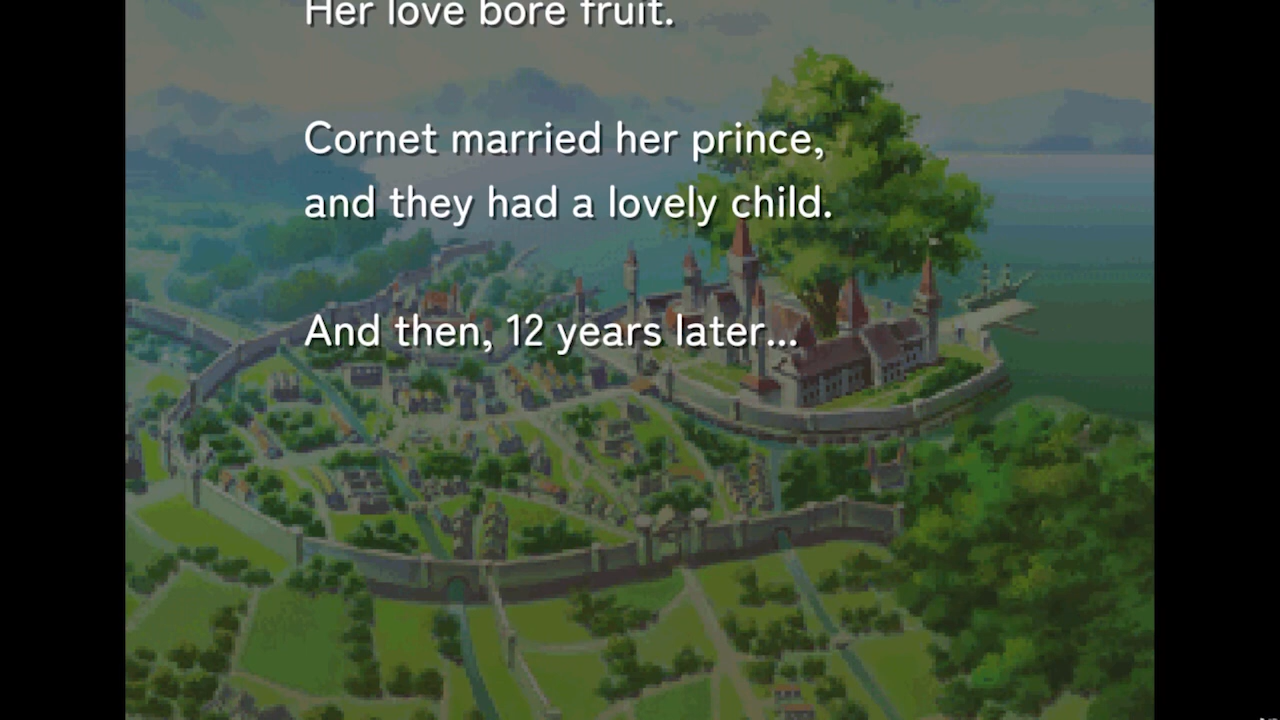 Her love bore fruit.
Cornet married her prince,
and they had a lovely child.
And then, 12 years later...